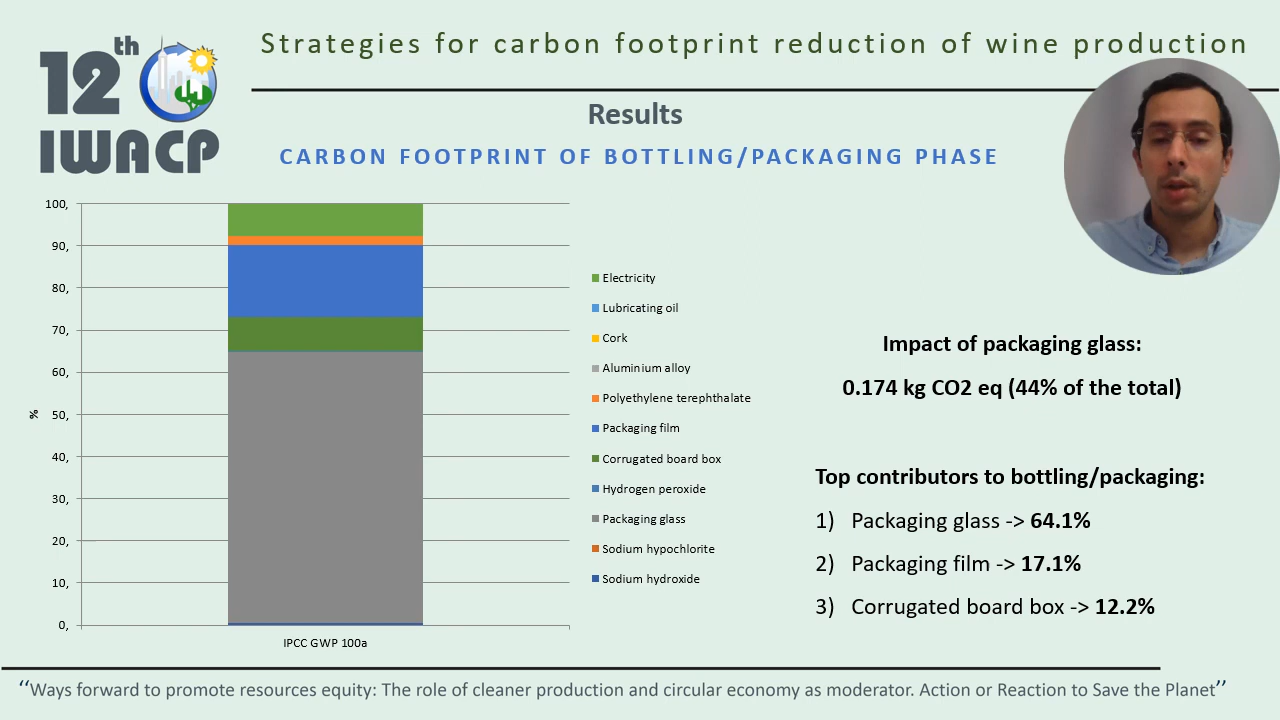 12th
IWACP
Strategies for carbon footprint reduction of wine production
Results
CARBON FOOTPRINT OF BOTTLING/PACKAGING PHASE
100,
90,
80,
70,
60,
50,
40,
30,
20,
10,
0,
%
IPCC GWP 100a
Electricity
Lubricating oil
Cork
Aluminium alloy
Polyethylene terephthalate
Packaging film
Corrugated board box
Hydrogen peroxide
Packaging glass
Sodium hypochlorite
Sodium hydroxide
Impact of packaging glass:
0.174 kg CO2 eq (44% of the total)
Top contributors to bottling/packaging:
1) Packaging glass -> 64.1%
2) Packaging film -> 17.1%
3) Corrugated board box -> 12.2%
“Ways forward to promote resources equity: The role of cleaner production and circular economy as moderator. Action or Reaction to Save the Planet”